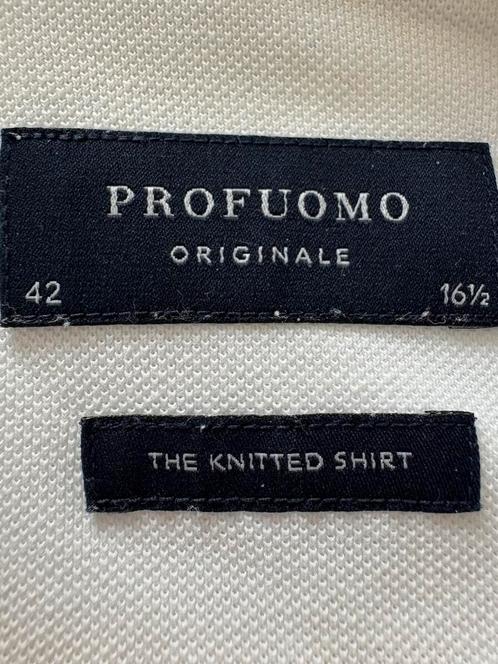 PROFUOMO
ORIGINALE
42 16½
THE KNITTED SHIRT